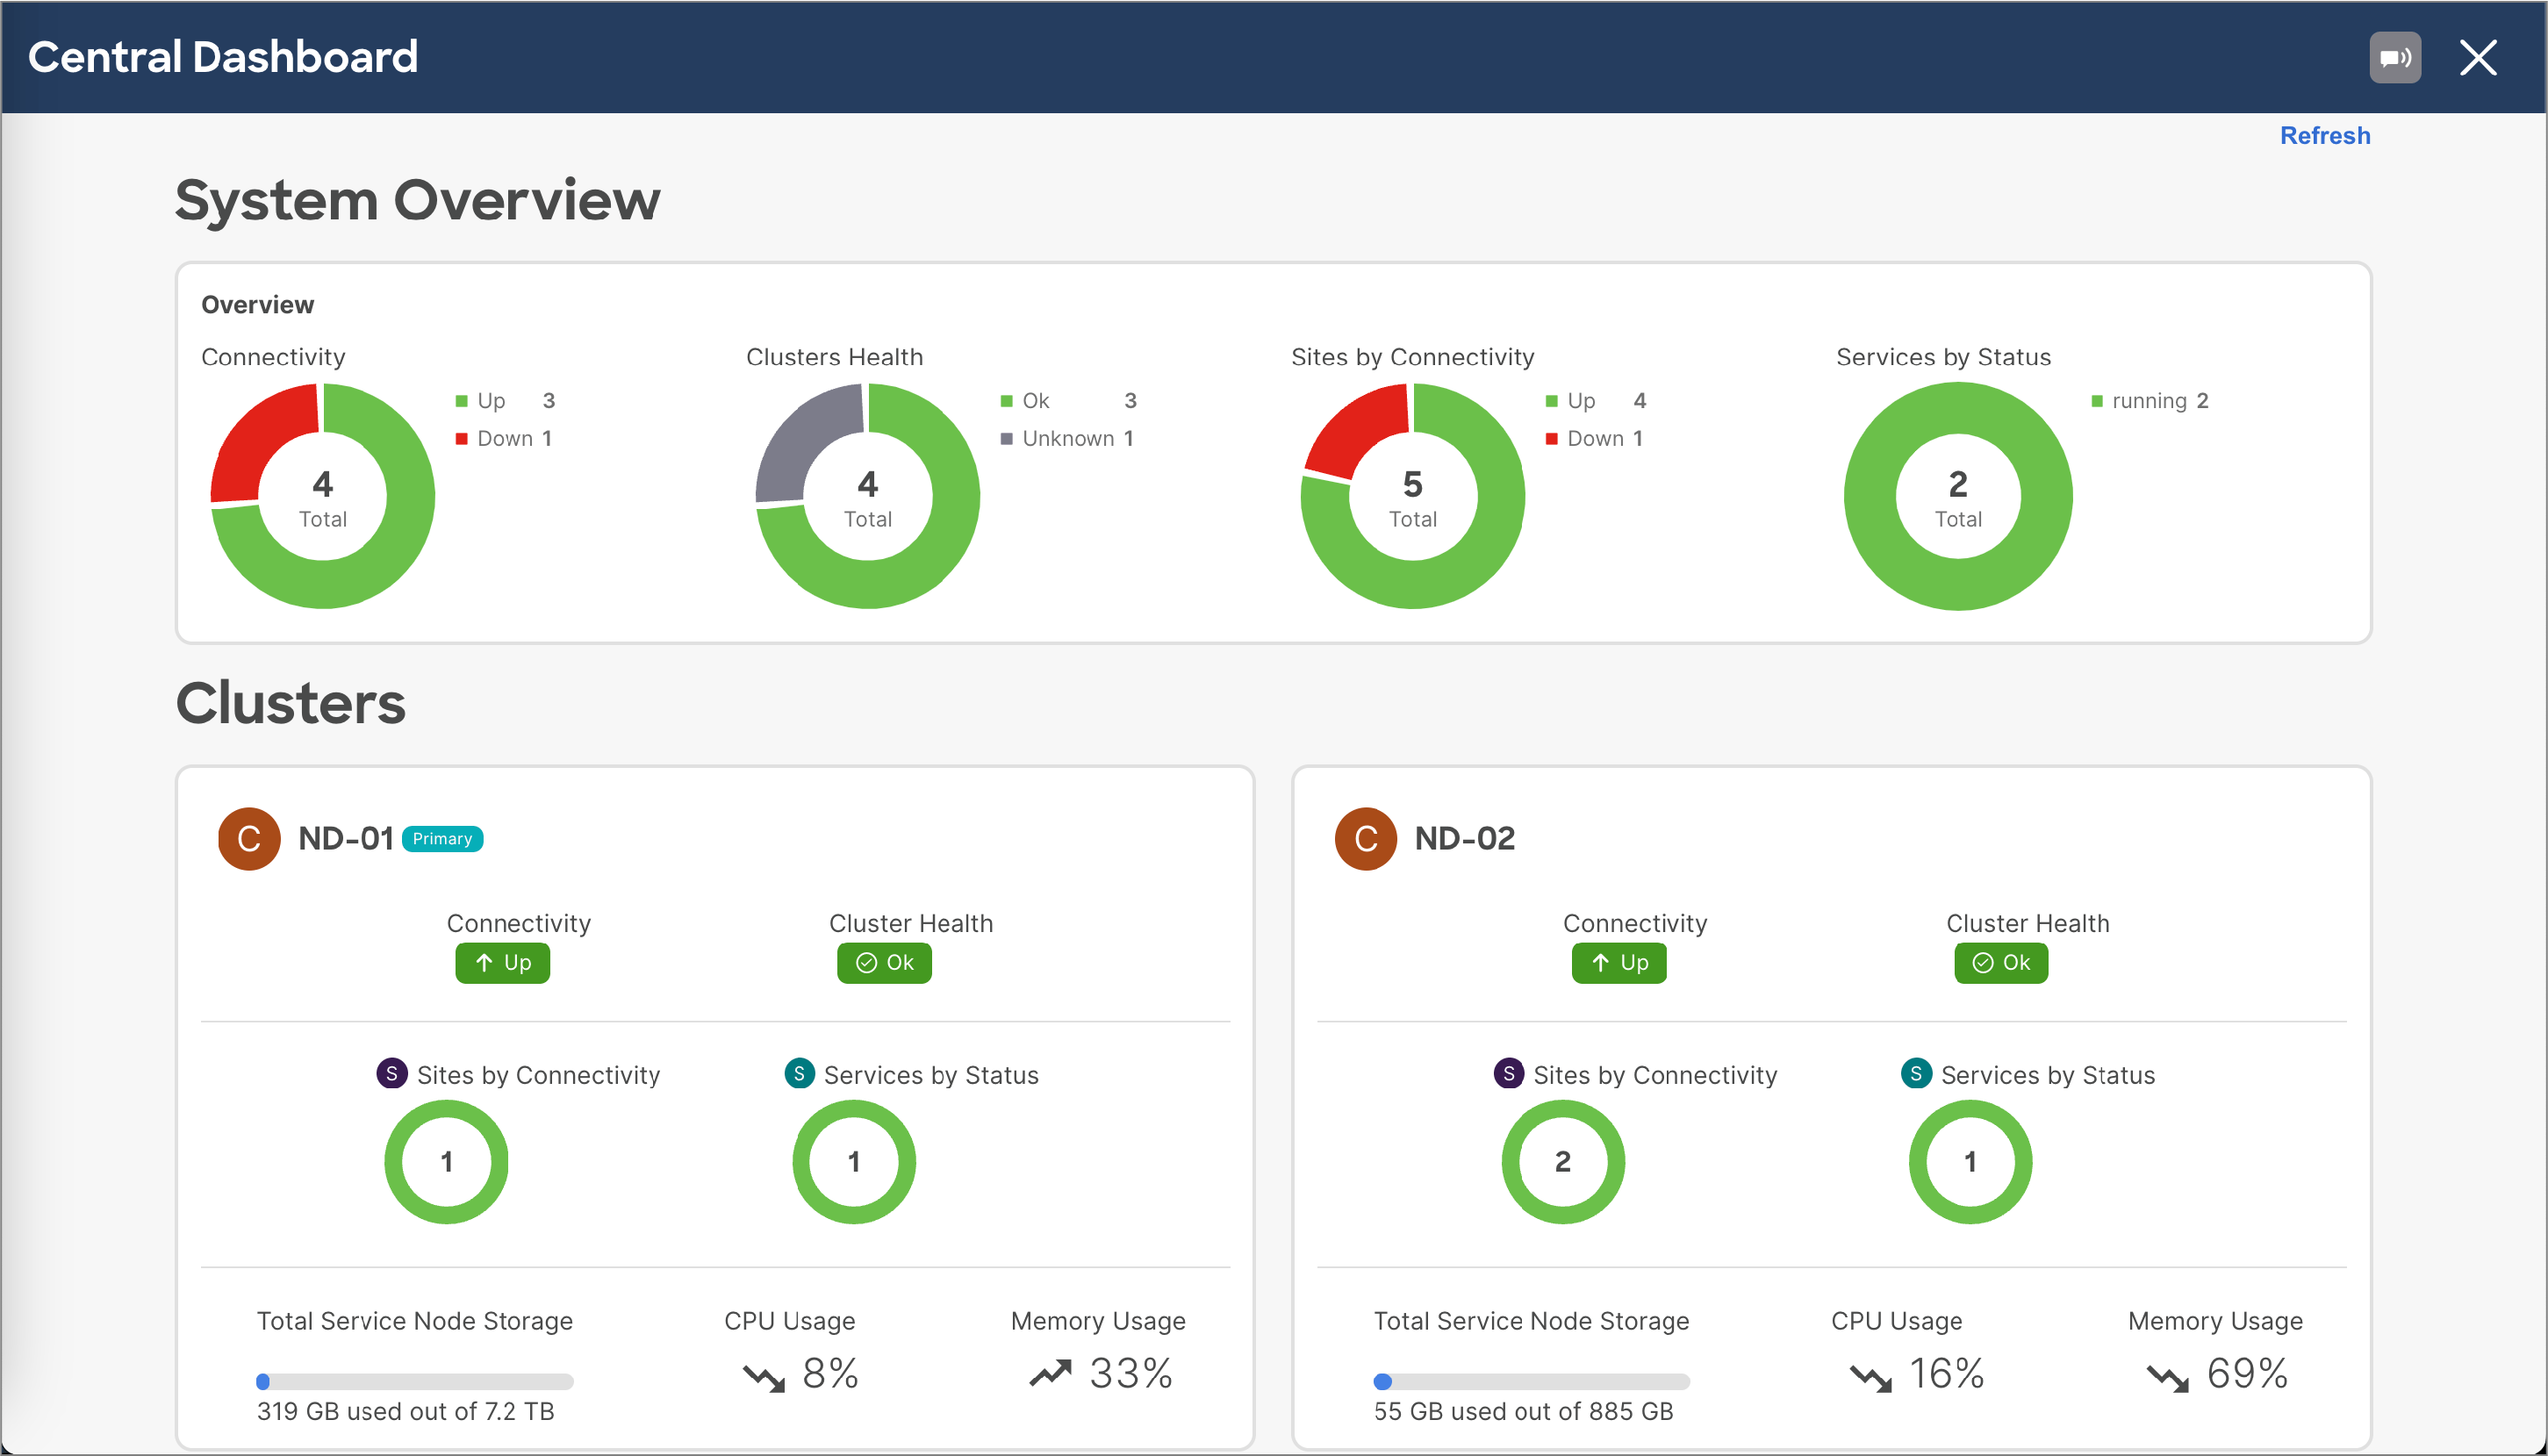 Central Dashboard
Refresh
System Overview
Overview
Connectivity
Up 3
Down 1
4
Total
Clusters Health
Ok 3
Unknown 1
4
Total
Sites by Connectivity
Up 4
Down 1
5
Total
Services by Status
running 2
2
Total
Clusters
C ND-01 Primary
Connectivity
Up
Cluster Health
Ok
S Sites by Connectivity
1
S Services by Status
1
Total Service Node Storage
319 GB used out of 7.2 TB
CPU Usage
8%
Memory Usage
33%
C ND-02
Connectivity
Up
Cluster Health
Ok
S Sites by Connectivity
2
S Services by Status
1
Total Service Node Storage
55 GB used out of 885 GB
CPU Usage
16%
Memory Usage
69%